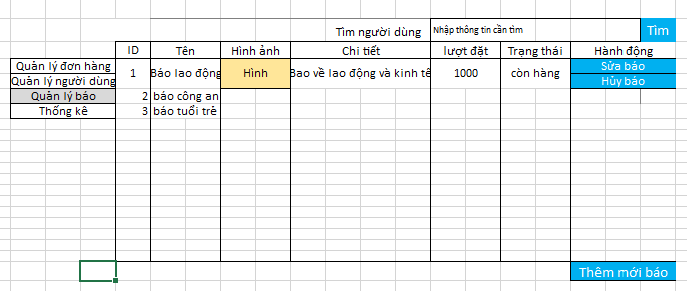 Tìm người dùng Nhập thông tin cần tìm Tìm
ID Tên Hình ảnh Chi tiết lượt đặt Trạng thái Hành động
Quản lý đơn hàng
Quản lý người dùng
1 Báo lao động Hình Bao về lao động và kinh tế 1000 còn hàng
Sửa báo
Hủy báo
Quản lý báo 2 báo công an
Thống kê 3 báo tuổi trẻ
Thêm mới báo